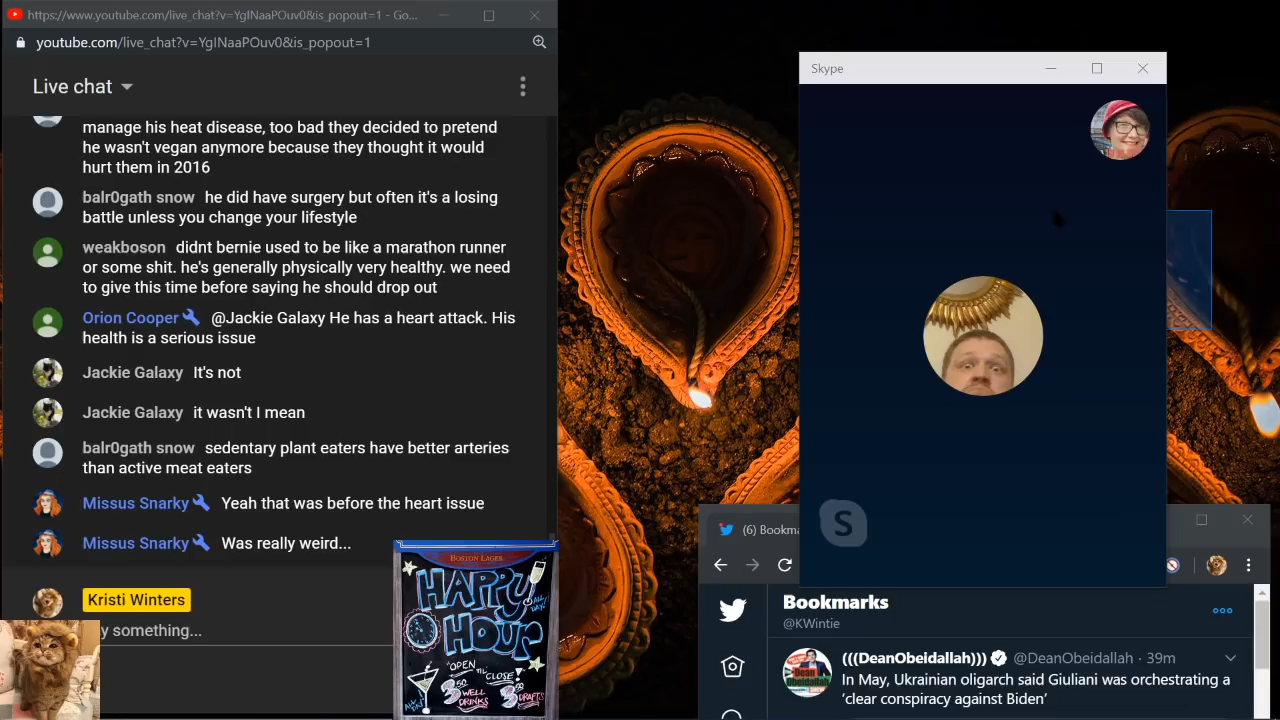 https://www.youtube.com/live_chat?v=YgINaaPOuv0&is_popout=1 - Go...
youtube.com/live_chat?v=YgINaaPOuv0&is_popout=1
Live chat
manage his heat disease, too bad they decided to pretend
he wasn't vegan anymore because they thought it would
hurt them in 2016
balr0gath snow he did have surgery but often it's a losing
battle unless you change your lifestyle
weakboson didnt bernie used to be like a marathon runner
or some shit. he's generally physically very healthy. we need
to give this time before saying he should drop out
Orion Cooper @Jackie Galaxy He has a heart attack. His
health is a serious issue
Jackie Galaxy It's not
Jackie Galaxy it wasn't I mean
balr0gath snow sedentary plant eaters have better arteries
than active meat eaters
Missus Snarky Yeah that was before the heart issue
Missus Snarky Was really weird...
Kristi Winters
y something...
BOSTON LAGER
HAPPY
ALL
DAY!
HOUR
"OPEN
'TIL"
CLOSE!
WELL
DRINKS
DRAFTS
Skype
S
(6) Bookma
Bookmarks
@KWintie
(((DeanObeidallah))) @DeanObeidallah · 39m
In May, Ukrainian oligarch said Giuliani was orchestrating a
'clear conspiracy against Biden'